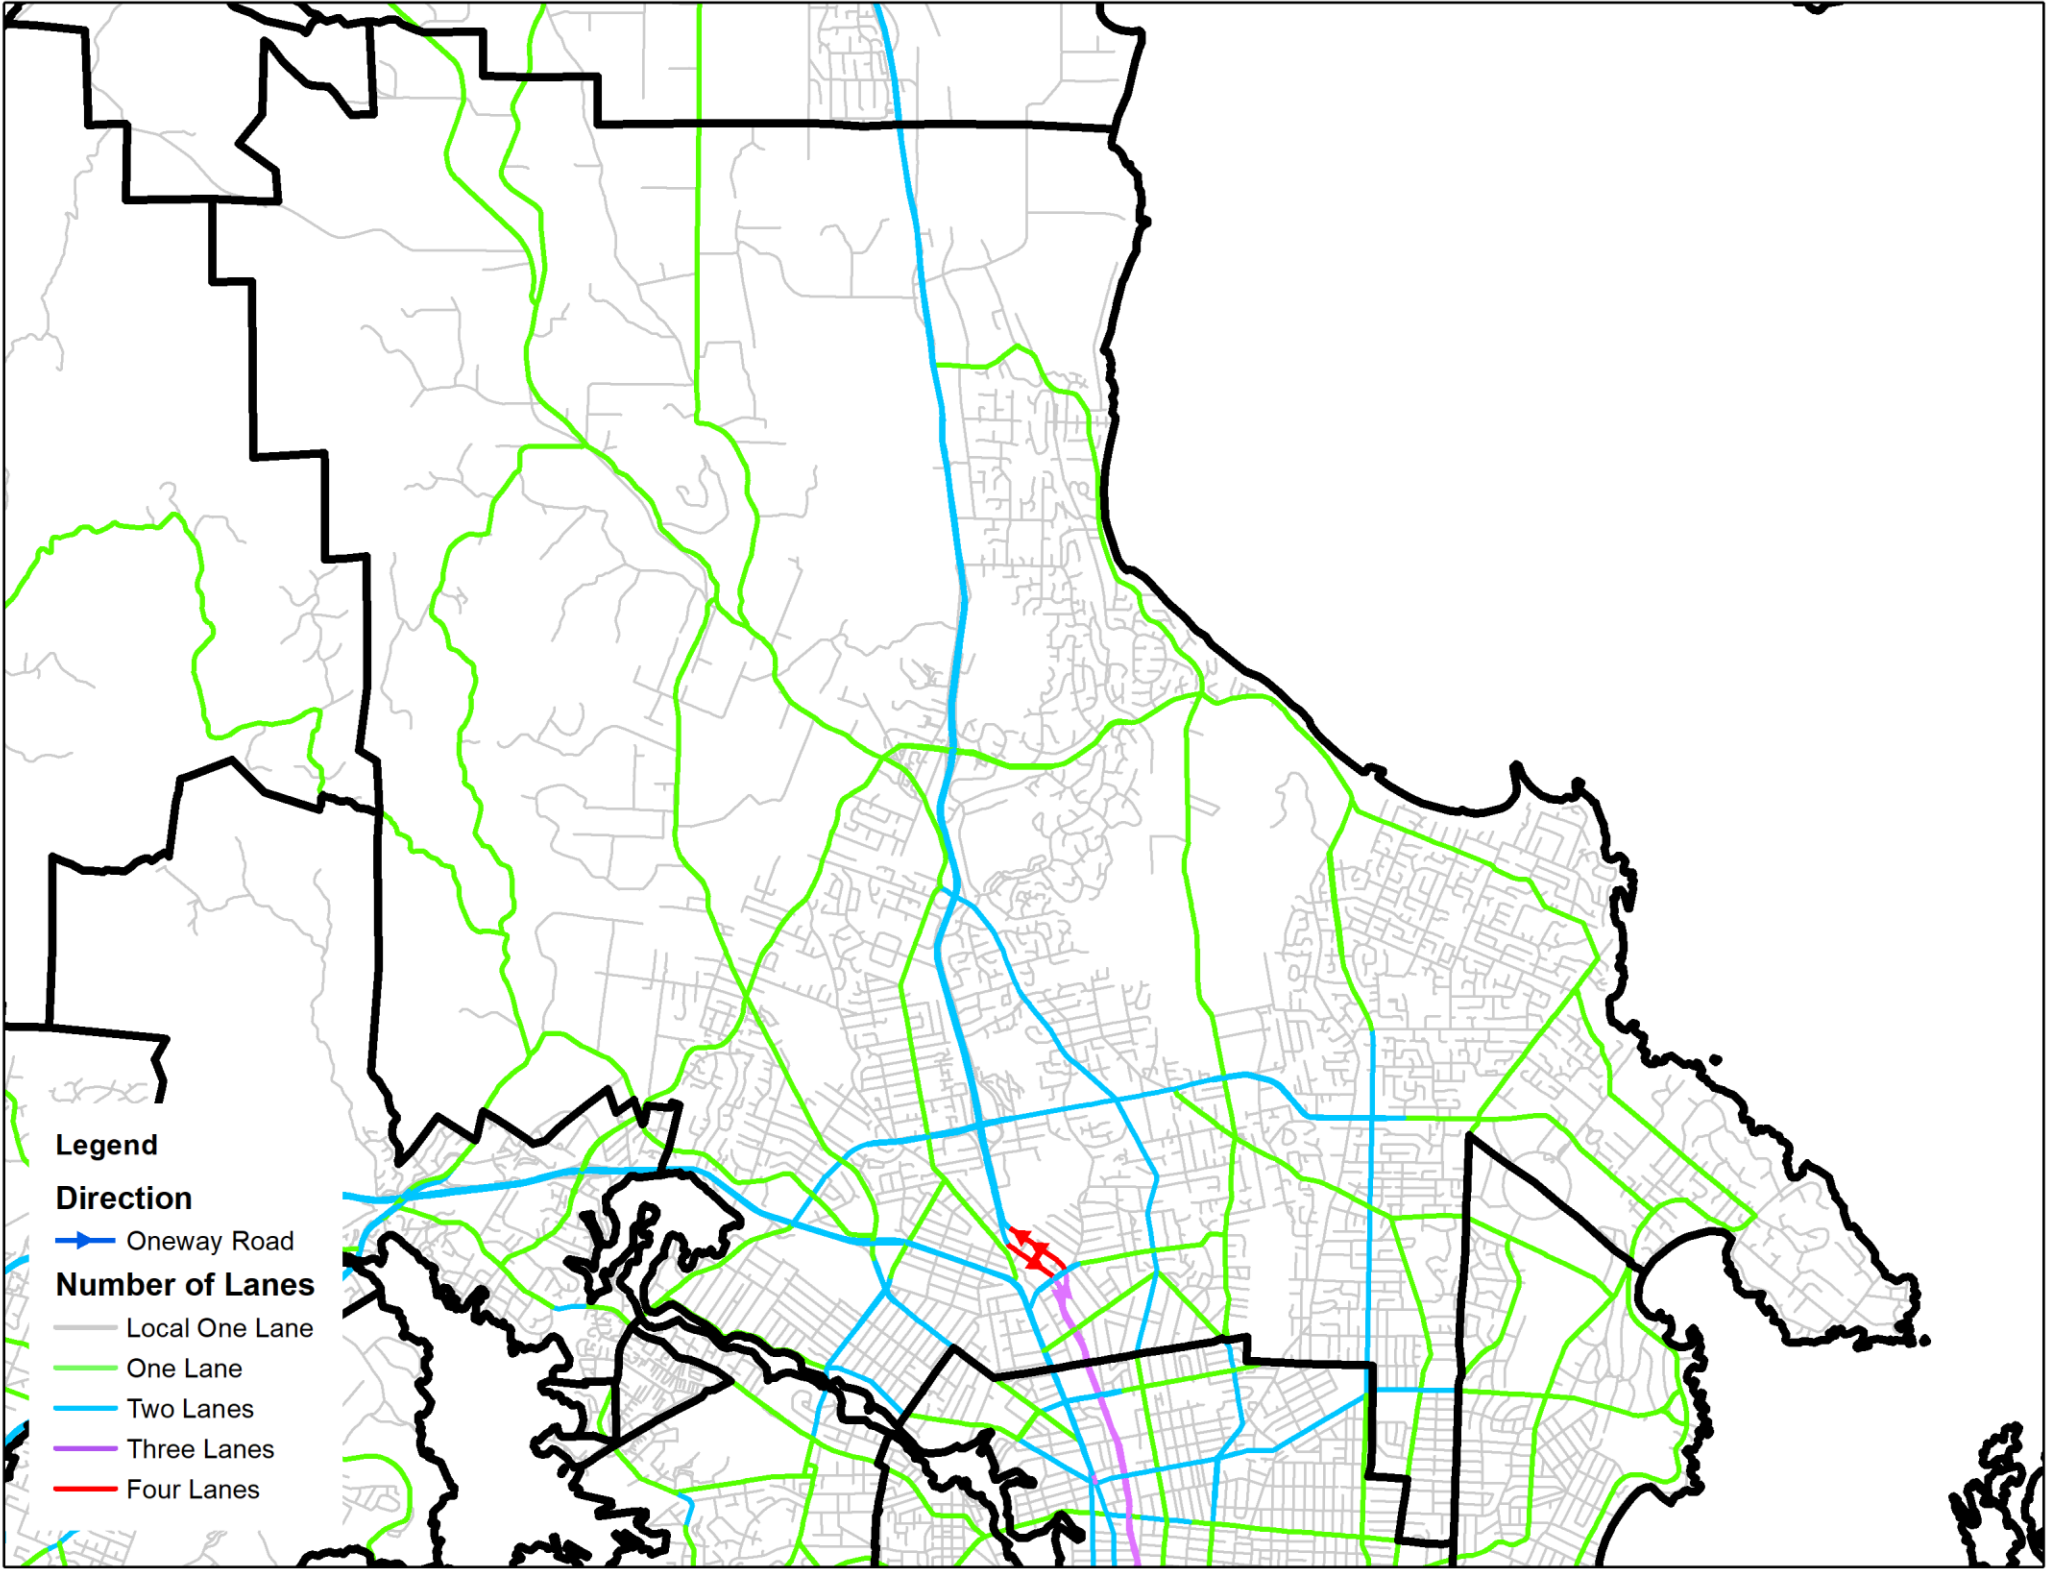 Legend
Direction
Oneway Road
Number of Lanes
Local One Lane
One Lane
Two Lanes
Three Lanes
Four Lanes